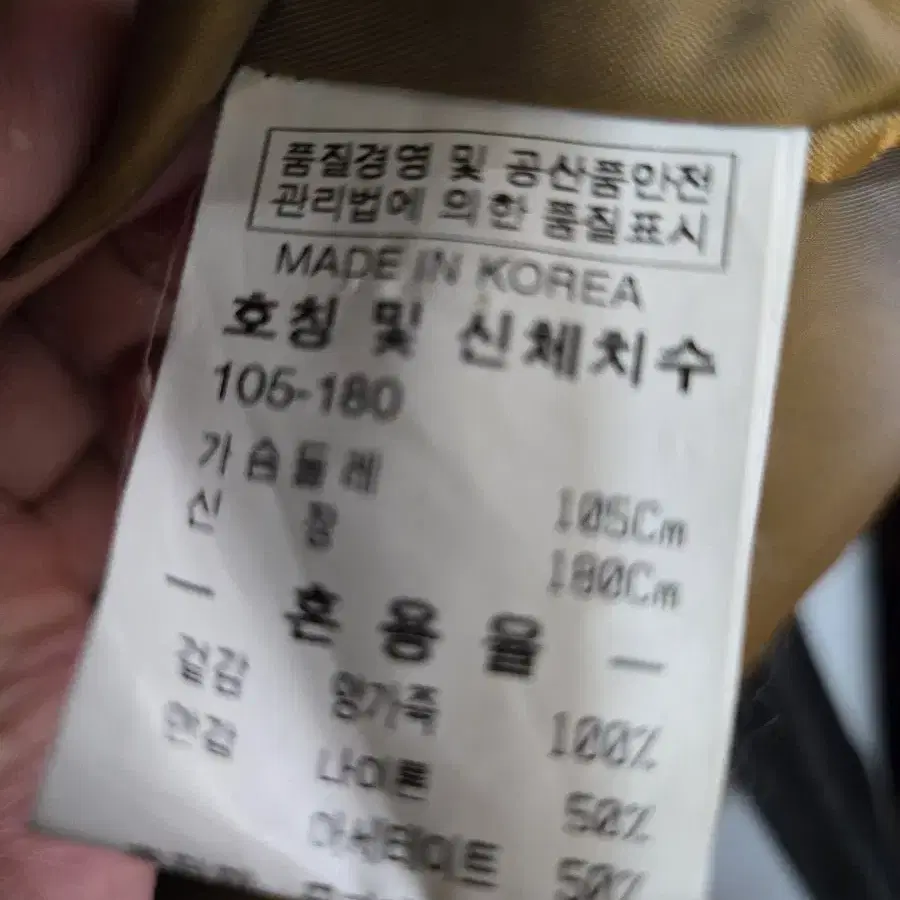 품질경영 및 공산품안전
관리법에 의한 품질표시
MADE IN KOREA
호칭 및 신체치수
105-180
가슴둘레 105Cm
신 장 180Cm
— 혼용율 —
겉감 양가죽 100%
안감 나이론 50%
아세테이트 50%